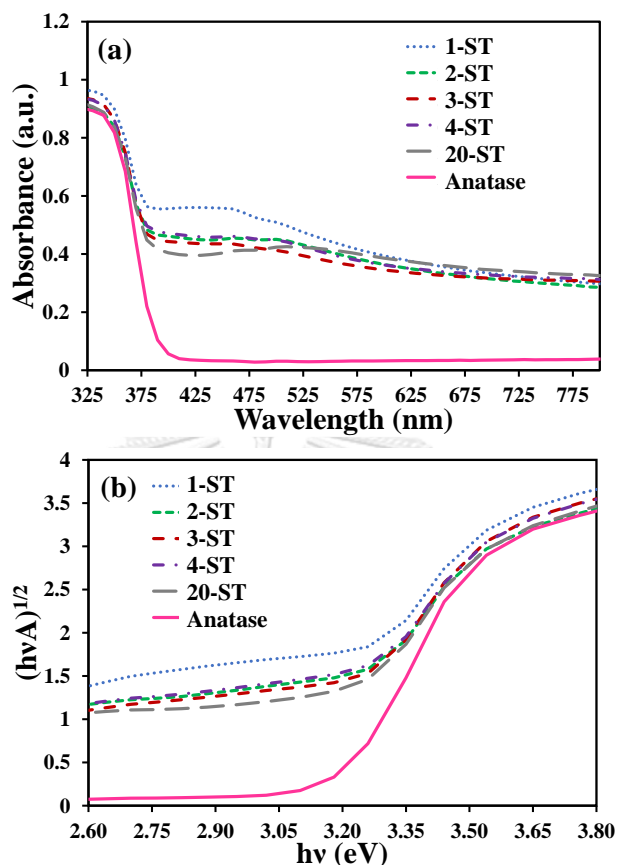 (a)
1-ST
2-ST
3-ST
4-ST
20-ST
Anatase
Absorbance (a.u.)
1.2
1
0.8
0.6
0.4
0.2
0
325 375 425 475 525 575 625 675 725 775
Wavelength (nm)
(b)
1-ST
2-ST
3-ST
4-ST
20-ST
Anatase
(hνA)^1/2
4
3.5
3
2.5
2
1.5
1
0.5
0
2.60 2.75 2.90 3.05 3.20 3.35 3.50 3.65 3.80
hν (eV)